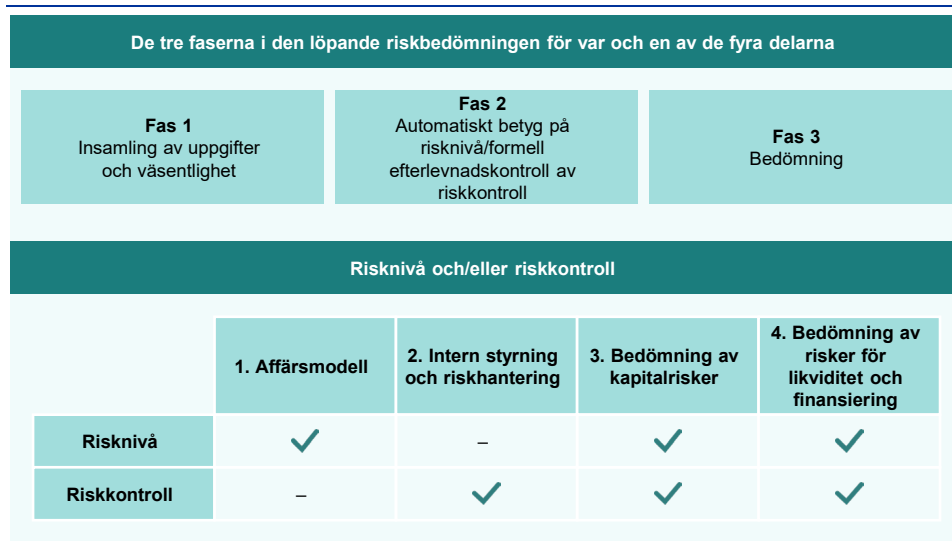 De tre faserna i den löpande riskbedömningen för var och en av de fyra delarna
Fas 1
Insamling av uppgifter
och väsentlighet
Fas 2
Automatiskt betyg på
risknivå/formell
efterlevnadskontroll av
riskkontroll
Fas 3
Bedömning
Risknivå och/eller riskkontroll
1. Affärsmodell
2. Intern styrning
och riskhantering
3. Bedömning av
kapitalrisker
4. Bedömning av
risker för
likviditet och
finansiering
Risknivå
✓
–
✓
✓
Riskkontroll
–
✓
✓
✓